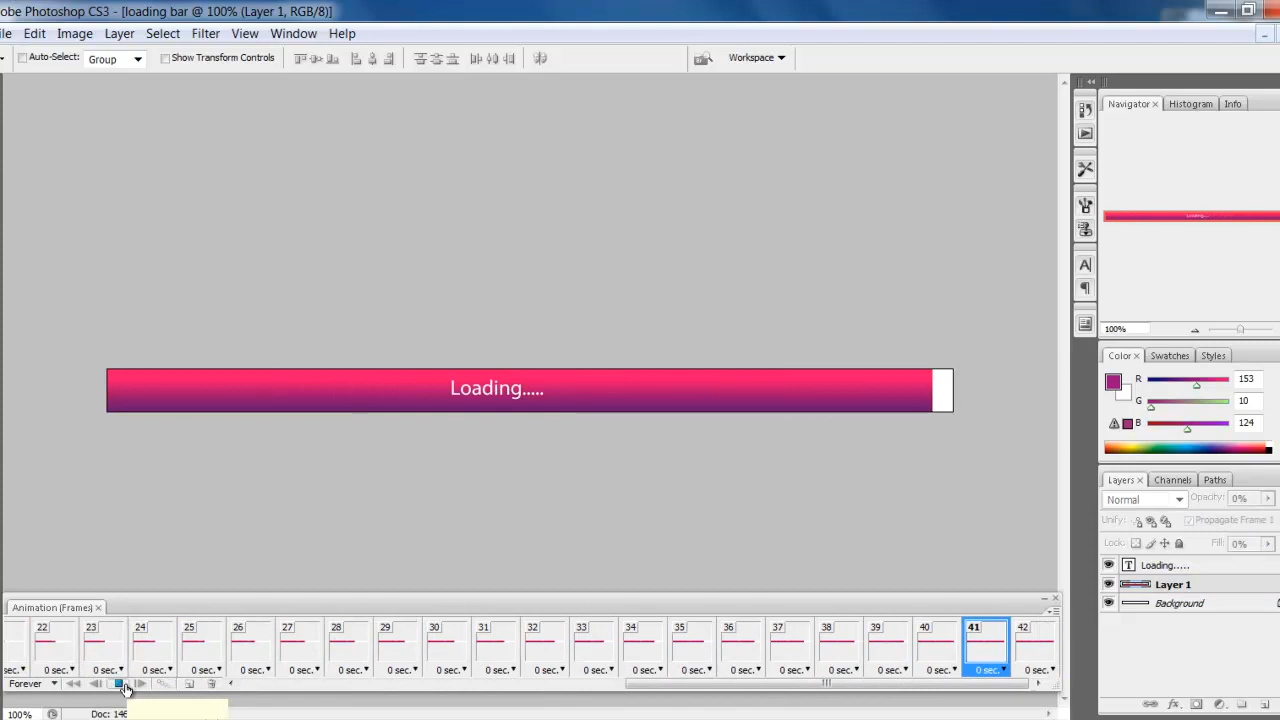 obe Photoshop CS3 - [loading bar @ 100% (Layer 1, RGB/8)]
ile Edit Image Layer Select Filter View Window Help
Auto-Select: Group Show Transform Controls Workspace
Navigator Histogram Info
Loading.....
100%
Color Swatches Styles
R 153
G 10
B 124
Loading.....
Layers Channels Paths
Normal Opacity: 0%
Unify: Propagate Frame 1
Lock: Fill: 0%
T Loading.....
Layer 1
Background
Animation (Frames)
22 23 24 25 26 27 28 29 30 31 32 33 34 35 36 37 38 39 40 41 42
sec. 0 sec. 0 sec. 0 sec. 0 sec. 0 sec. 0 sec. 0 sec. 0 sec. 0 sec. 0 sec. 0 sec. 0 sec. 0 sec. 0 sec. 0 sec. 0 sec. 0 sec. 0 sec. 0 sec. 0 sec.
Forever
100% Doc: 146